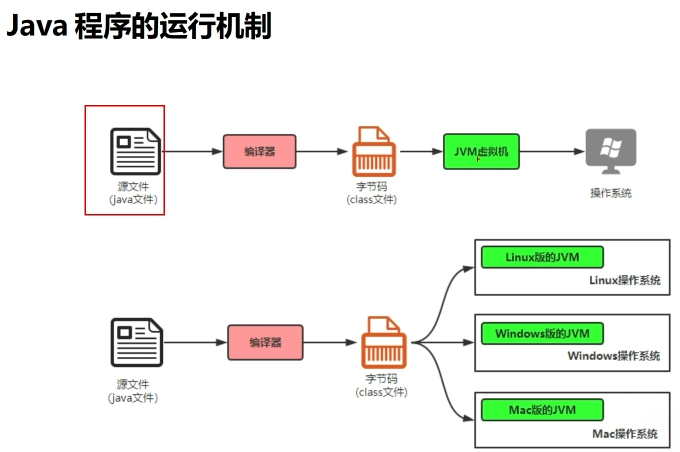 Java 程序的运行机制
源文件
(java文件)
编译器
字节码
(class文件)
JVM虚拟机
操作系统
源文件
(java文件)
编译器
字节码
(class文件)
Linux版的JVM
Linux操作系统
Windows版的JVM
Windows操作系统
Mac版的JVM
Mac操作系统